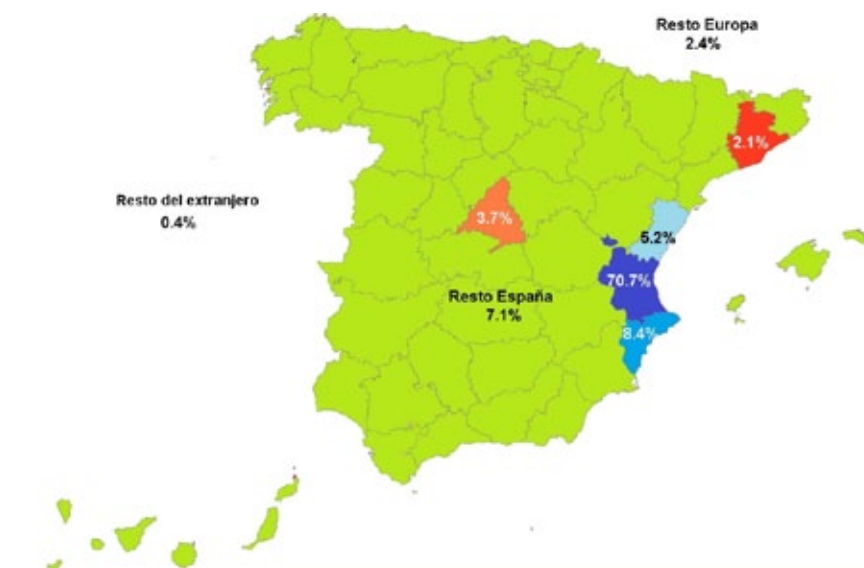 Resto Europa
2.4%
2.1%
Resto del extranjero
0.4%
3.7%
5.2%
70.7%
Resto España
7.1%
8.4%